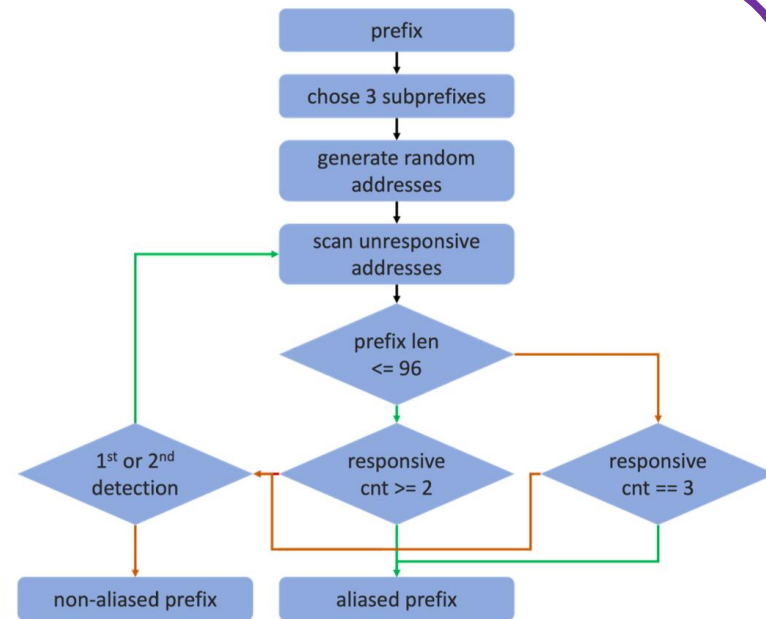 prefix
chose 3 subprefixes
generate random
addresses
scan unresponsive
addresses
prefix len
<= 96
1st or 2nd
detection
responsive
cnt >= 2
responsive
cnt == 3
non-aliased prefix
aliased prefix